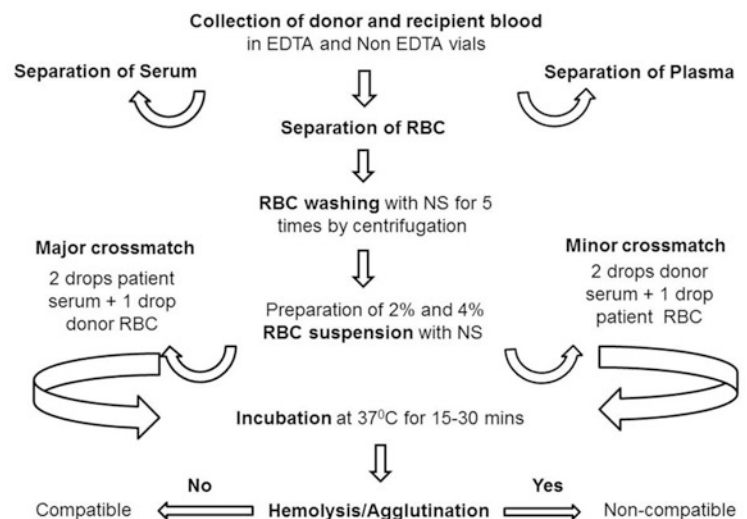 Collection of donor and recipient blood
in EDTA and Non EDTA vials
Separation of Serum
Separation of Plasma
Separation of RBC
RBC washing with NS for 5
times by centrifugation
Major crossmatch
2 drops patient
serum + 1 drop
donor RBC
Minor crossmatch
2 drops donor
serum + 1 drop
patient RBC
Preparation of 2% and 4%
RBC suspension with NS
Incubation at 37⁰C for 15-30 mins
No
Yes
Compatible
Hemolysis/Agglutination
Non-compatible